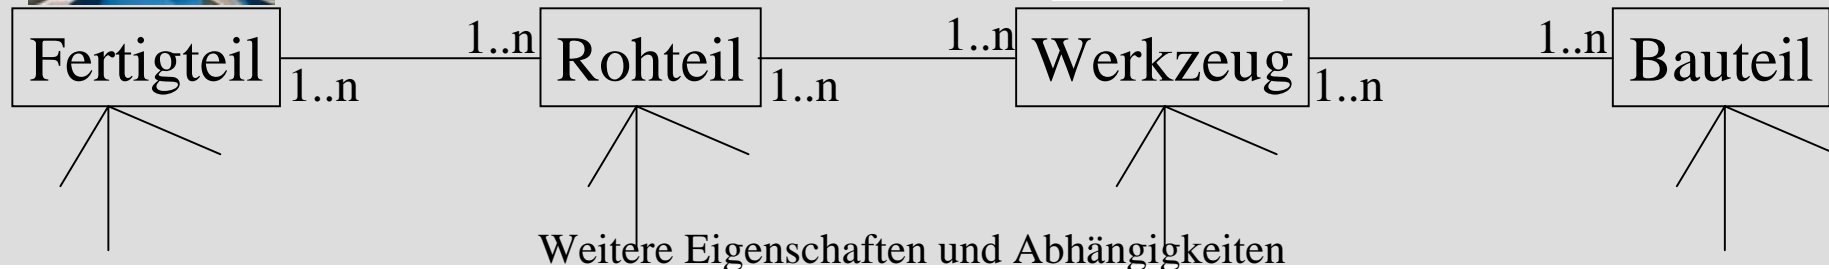 Fertigteil 1..n 1..n Rohteil 1..n 1..n Werkzeug 1..n 1..n Bauteil
Weitere Eigenschaften und Abhängigkeiten